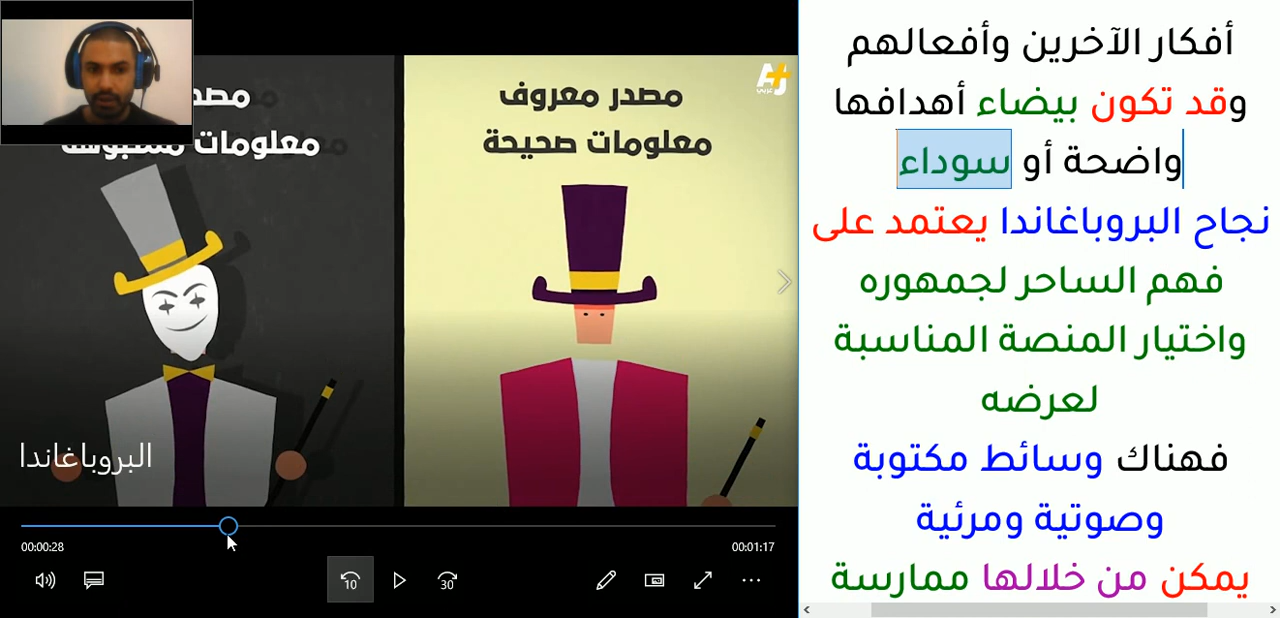 مصدر معروف
معلومات صحيحة
معلومات
عربي
البروباغاندا
00:00:28
00:01:17
10
30
أفكار الآخرين وأفعالهم
وقد تكون بيضاء أهدافها
واضحة أو سوداء
نجاح البروباغاندا يعتمد على
فهم الساحر لجمهوره
واختيار المنصة المناسبة
لعرضه
فهناك وسائط مكتوبة
وصوتية ومرئية
يمكن من خلالها ممارسة